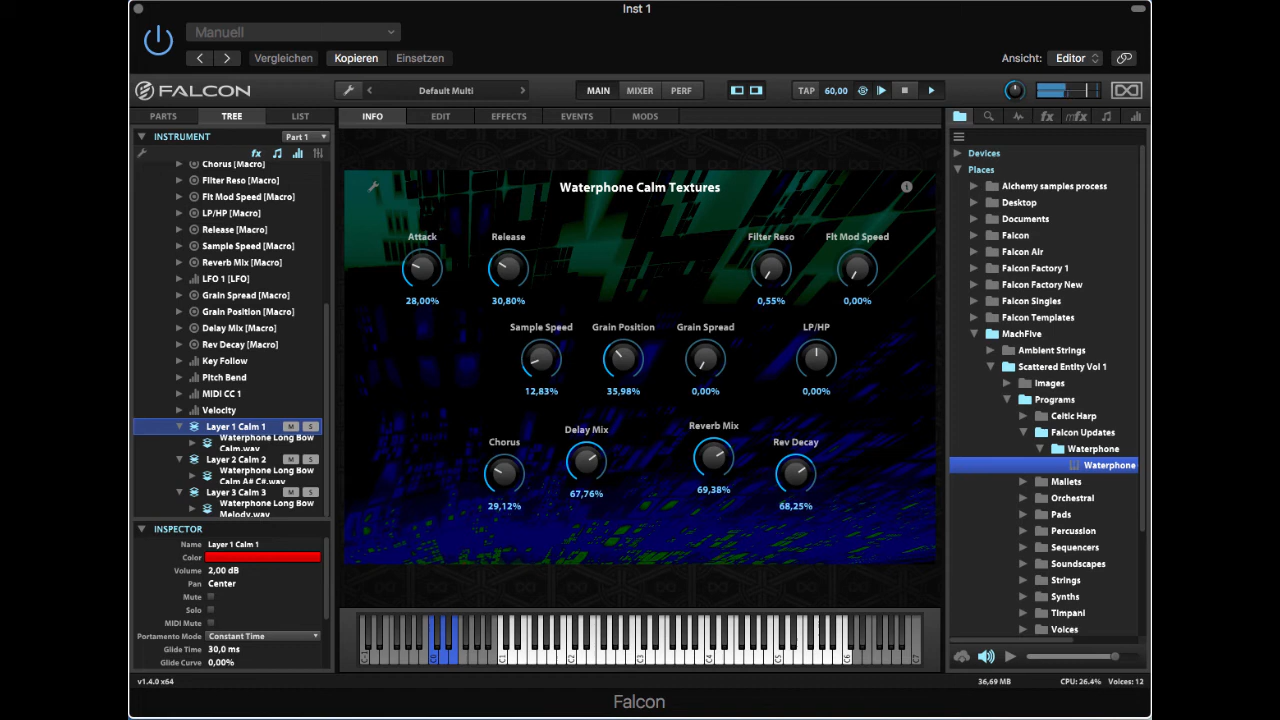 Inst 1
Manuell
Vergleichen Kopieren Einsetzen Ansicht: Editor
FALCON Default Multi MAIN MIXER PERF TAP 60,00
PARTS TREE LIST INFO EDIT EFFECTS EVENTS MODS fx mfx
INSTRUMENT Part 1
fx
Chorus [Macro]
Filter Reso [Macro]
Flt Mod Speed [Macro]
LP/HP [Macro]
Release [Macro]
Sample Speed [Macro]
Reverb Mix [Macro]
LFO 1 [LFO]
Grain Spread [Macro]
Grain Position [Macro]
Delay Mix [Macro]
Rev Decay [Macro]
Key Follow
Pitch Bend
MIDI CC 1
Velocity
Layer 1 Calm 1 M S
Waterphone Long Bow
Calm.wav
Layer 2 Calm 2 M S
Waterphone Long Bow
Calm A# C#.wav
Layer 3 Calm 3 M S
Waterphone Long Bow
Melody.wav
INSPECTOR
Name Layer 1 Calm 1
Color
Volume 2,00 dB
Pan Center
Mute
Solo
MIDI Mute
Portamento Mode Constant Time
Glide Time 30,0 ms
Glide Curve 0,00%
v1.4.0 x64
Waterphone Calm Textures
i
Attack Release Filter Reso Flt Mod Speed
28,00% 30,80% 0,55% 0,00%
Sample Speed Grain Position Grain Spread LP/HP
12,83% 35,98% 0,00% 0,00%
Chorus Delay Mix Reverb Mix Rev Decay
29,12% 67,76% 69,38% 68,25%
C-1 C0 C1 C2 C3 C4 C5 C6 C7
Devices
Places
Alchemy samples process
Desktop
Documents
Falcon
Falcon Air
Falcon Factory 1
Falcon Factory New
Falcon Singles
Falcon Templates
MachFive
Ambient Strings
Scattered Entity Vol 1
Images
Programs
Celtic Harp
Falcon Updates
Waterphone
Waterphone
Mallets
Orchestral
Pads
Percussion
Sequencers
Soundscapes
Strings
Synths
Timpani
Voices
36,69 MB CPU: 26.4% Voices: 12
Falcon